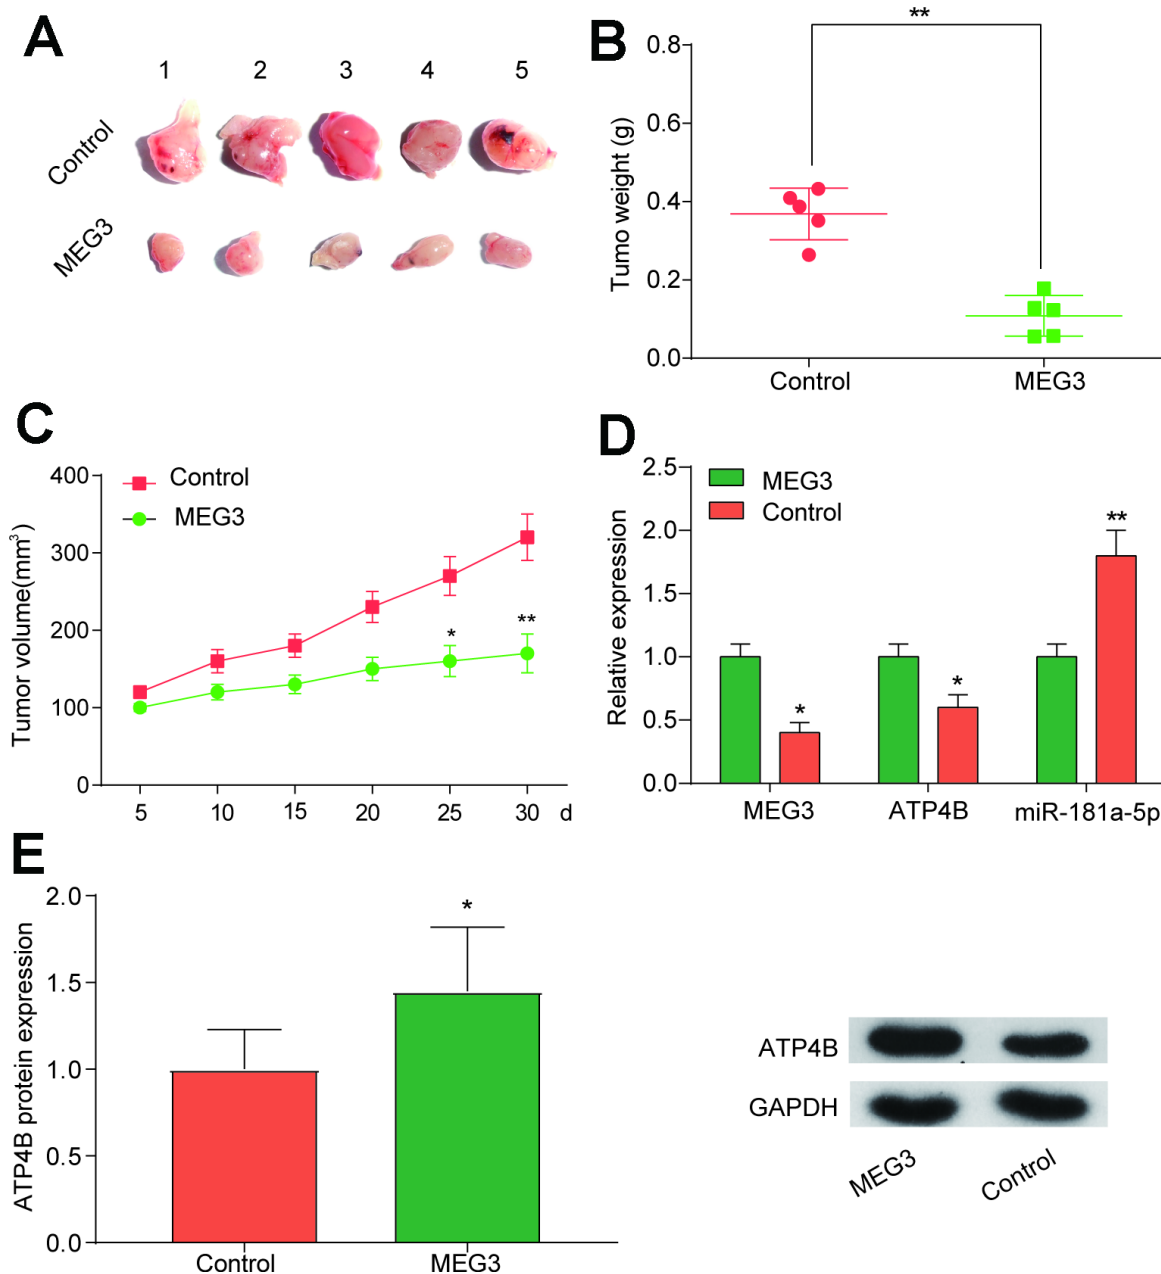 A
1 2 3 4 5
Control
MEG3
B
**
Tumo weight (g)
0.8
0.6
0.4
0.2
0.0
Control MEG3
C
Control
MEG3
Tumor volume(mm³)
400
300
200
100
0
*
**
5 10 15 20 25 30 d
D
MEG3
Control
Relative expression
2.5
2.0
1.5
1.0
0.5
0.0
*
*
**
MEG3 ATP4B miR-181a-5p
E
ATP4B protein expression
2.0
1.5
1.0
0.5
0.0
*
Control MEG3
ATP4B
GAPDH
MEG3 Control